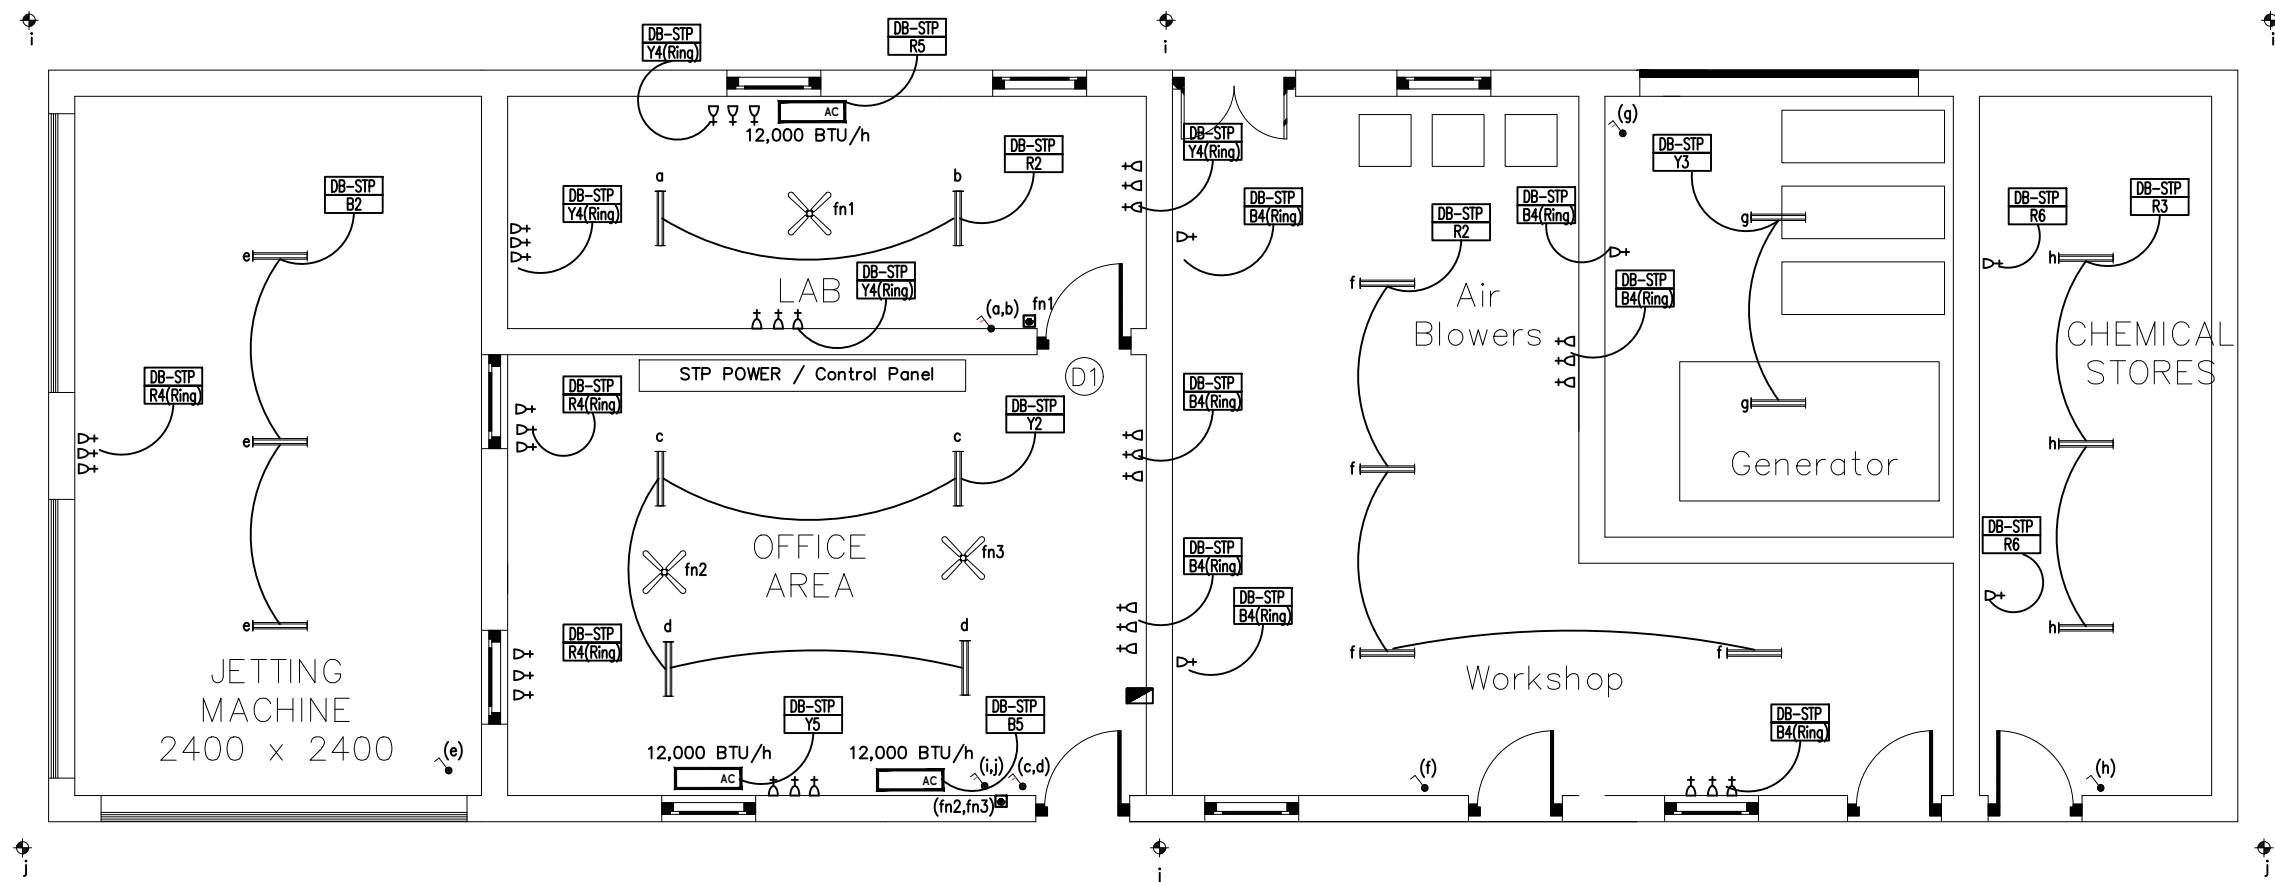 i
i
i
DB-STP
Y4(Ring)
DB-STP
R5
AC
12,000 BTU/h
DB-STP
Y4(Ring)
(g)
DB-STP
R2
DB-STP
Y3
a
b
fn1
DB-STP
B2
DB-STP
Y4(Ring)
DB-STP
B4(Ring)
DB-STP
R2
DB-STP
B4(Ring)
DB-STP
R6
DB-STP
R3
g
e
h
LAB
DB-STP
Y4(Ring)
f
DB-STP
B4(Ring)
(a,b)
fn1
Air
Blowers
CHEMICAL
STORES
STP POWER / Control Panel
D1
DB-STP
R4(Ring)
DB-STP
R4(Ring)
DB-STP
Y2
DB-STP
B4(Ring)
g
e
c
c
f
h
Generator
OFFICE
AREA
fn2
fn3
DB-STP
B4(Ring)
DB-STP
R6
DB-STP
B4(Ring)
e
DB-STP
R4(Ring)
d
d
f
f
h
JETTING
MACHINE
2400 x 2400
(e)
Workshop
DB-STP
Y5
DB-STP
B5
DB-STP
B4(Ring)
12,000 BTU/h
12,000 BTU/h
AC
AC
(i,j)
(c,d)
(fn2,fn3)
(f)
(h)
j
j
j